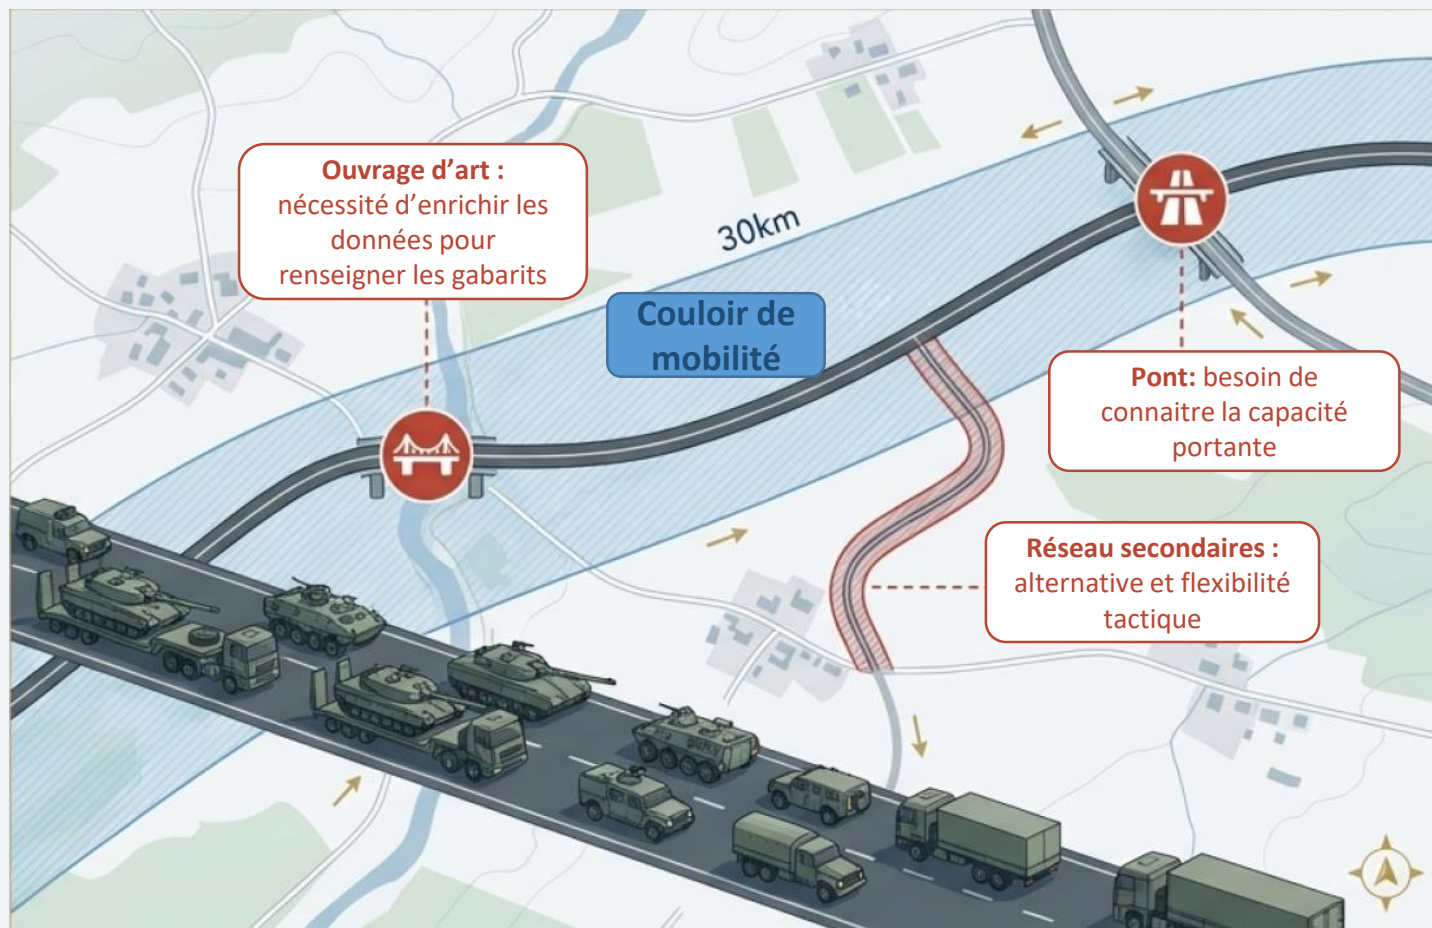 Ouvrage d’art :
nécessité d’enrichir les
données pour
renseigner les gabarits
30km
Couloir de
mobilité
Pont: besoin de
connaitre la capacité
portante
Réseau secondaires :
alternative et flexibilité
tactique